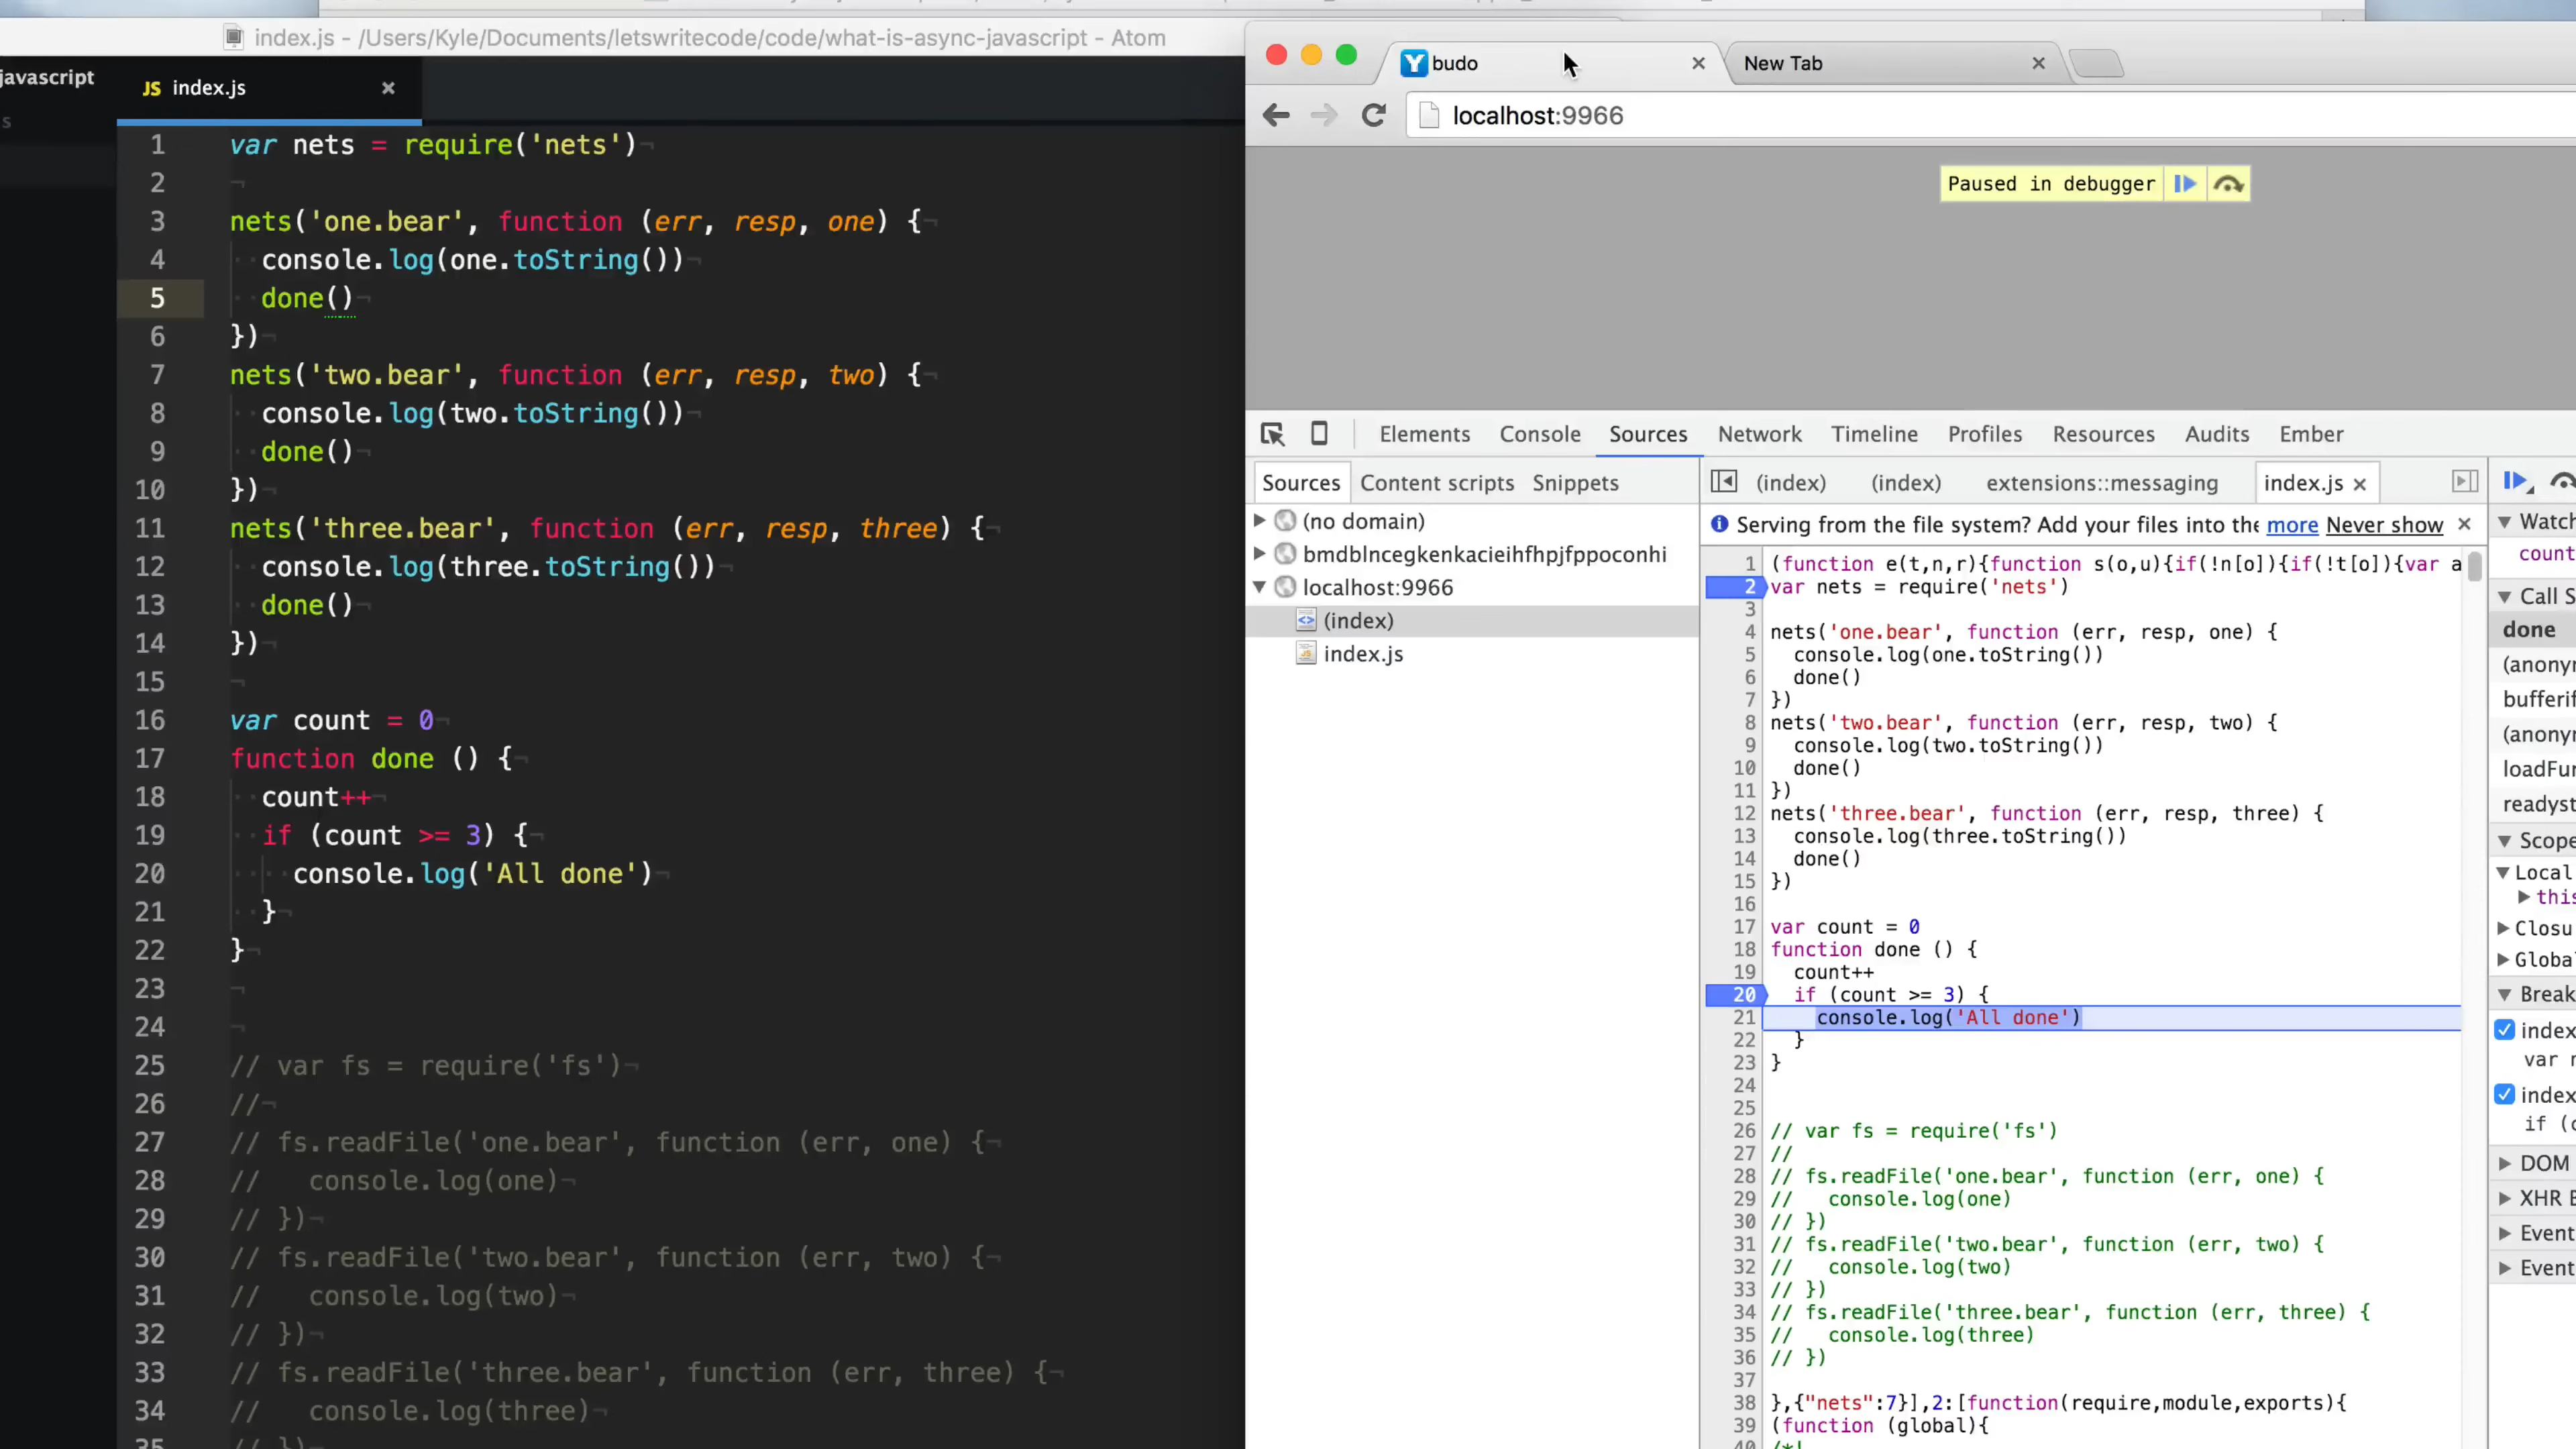 index.js - /Users/Kyle/Documents/letswritecode/code/what-is-async-javascript - Atom
javascript
s
JS index.js
1 var nets = require('nets')
2
3 nets('one.bear', function (err, resp, one) {
4 console.log(one.toString())
5 done()
6 })
7 nets('two.bear', function (err, resp, two) {
8 console.log(two.toString())
9 done()
10 })
11 nets('three.bear', function (err, resp, three) {
12 console.log(three.toString())
13 done()
14 })
15
16 var count = 0
17 function done () {
18 count++
19 if (count >= 3) {
20 console.log('All done')
21 }
22 }
23
24
25 // var fs = require('fs')
26 //
27 // fs.readFile('one.bear', function (err, one) {
28 // console.log(one)
29 // })
30 // fs.readFile('two.bear', function (err, two) {
31 // console.log(two)
32 // })
33 // fs.readFile('three.bear', function (err, three) {
34 // console.log(three)
35 // })
budo
New Tab
localhost:9966
Paused in debugger
Elements Console Sources Network Timeline Profiles Resources Audits Ember
Sources Content scripts Snippets
(no domain)
bmdblncegkenkacieihfhpjfppoconhi
localhost:9966
(index)
index.js
(index) (index) extensions::messaging index.js
Serving from the file system? Add your files into the more Never show
1 (function e(t,n,r){function s(o,u){if(!n[o]){if(!t[o]){var a
2 var nets = require('nets')
3
4 nets('one.bear', function (err, resp, one) {
5 console.log(one.toString())
6 done()
7 })
8 nets('two.bear', function (err, resp, two) {
9 console.log(two.toString())
10 done()
11 })
12 nets('three.bear', function (err, resp, three) {
13 console.log(three.toString())
14 done()
15 })
16
17 var count = 0
18 function done () {
19 count++
20 if (count >= 3) {
21 console.log('All done')
22 }
23 }
24
25
26 // var fs = require('fs')
27 //
28 // fs.readFile('one.bear', function (err, one) {
29 // console.log(one)
30 // })
31 // fs.readFile('two.bear', function (err, two) {
32 // console.log(two)
33 // })
34 // fs.readFile('three.bear', function (err, three) {
35 // console.log(three)
36 // })
37
38 },{"nets":7}],2:[function(require,module,exports){
39 (function (global){
40 /*!
Watch
count
Call S
done
(anony
bufferif
(anony
loadFur
readyst
Scope
Local
this
Closu
Global
Break
index
var n
index
if (c
DOM
XHR B
Event
Event